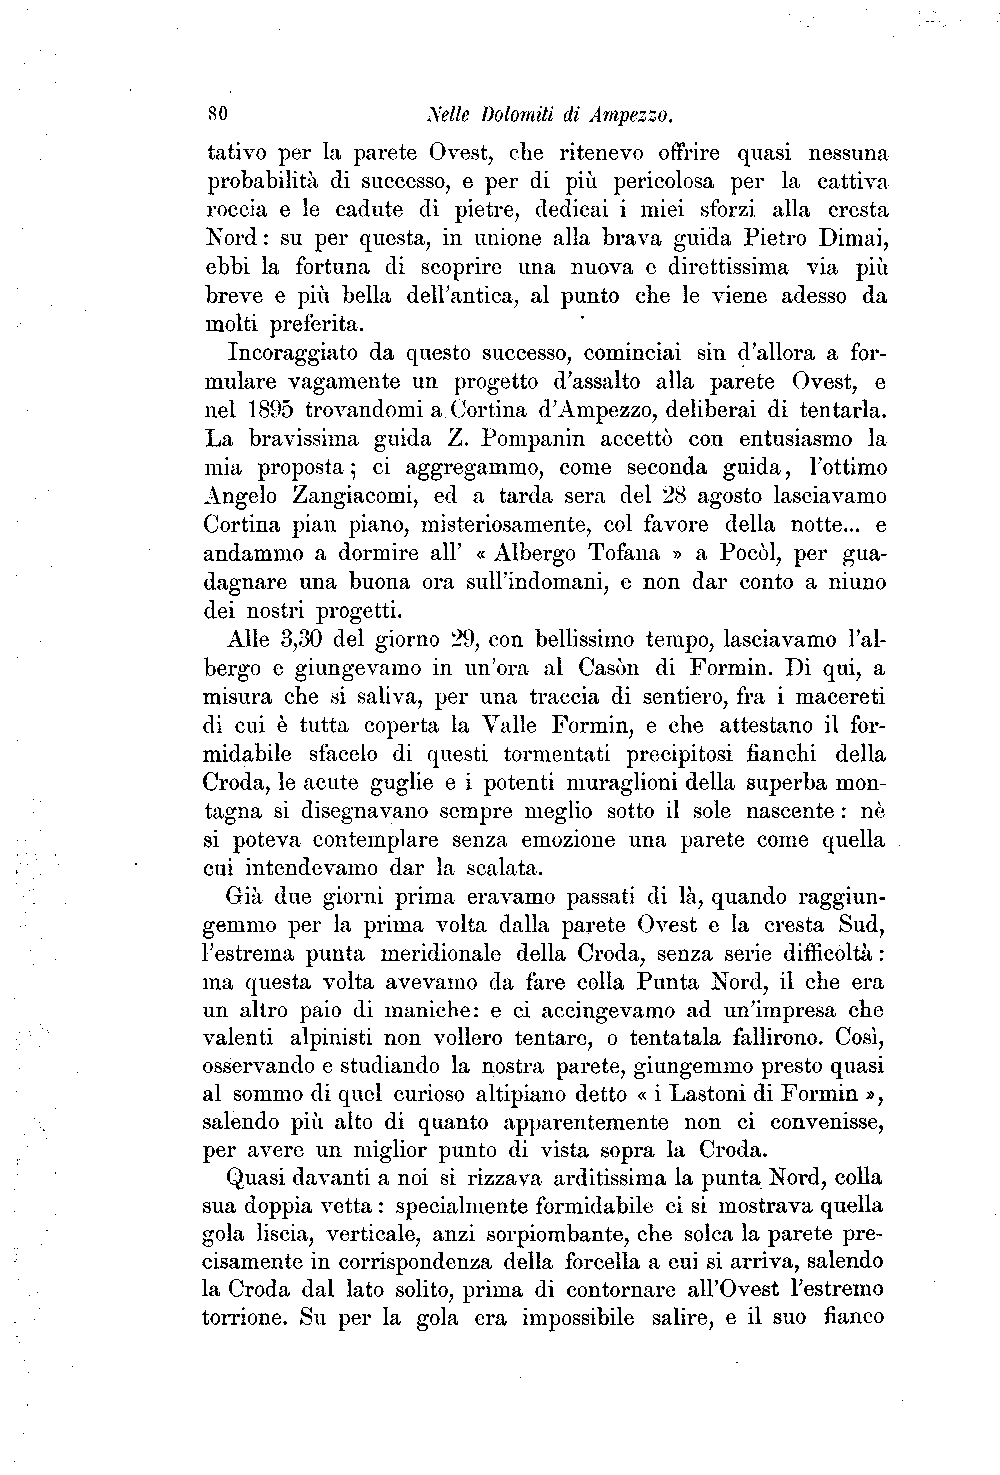 80 Nelle Dolomiti di Ampezzo.
tativo per la parete Ovest, che ritenevo offrire quasi nessuna
probabilità di successo, e per di più pericolosa per la cattiva
roccia e le cadute di pietre, dedicai i miei sforzi alla cresta
Nord: su per questa, in unione alla brava guida Pietro Dimai,
ebbi la fortuna di scoprire una nuova e direttissima via più
breve e più bella dell'antica, al punto che le viene adesso da
molti preferita.
Incoraggiato da questo successo, cominciai sin d'allora a for-
mulare vagamente un progetto d'assalto alla parete Ovest, e
nel 1895 trovandomi a Cortina d'Ampezzo, deliberai di tentarla.
La bravissima guida Z. Pompanin accettò con entusiasmo la
mia proposta; ci aggregammo, come seconda guida, l'ottimo
Angelo Zangiacomi, ed a tarda sera del 28 agosto lasciavamo
Cortina pian piano, misteriosamente, col favore della notte... e
andammo a dormire all' « Albergo Tofana » a Pocòl, per gua-
dagnare una buona ora sull'indomani, e non dar conto a niuno
dei nostri progetti.
Alle 3,30 del giorno 29, con bellissimo tempo, lasciavamo l'al-
bergo e giungevamo in un'ora al Casòn di Formin. Di qui, a
misura che si saliva, per una traccia di sentiero, fra i macereti
di cui è tutta coperta la Valle Formin, e che attestano il for-
midabile sfacelo di questi tormentati precipitosi fianchi della
Croda, le acute guglie e i potenti muraglioni della superba mon-
tagna si disegnavano sempre meglio sotto il sole nascente: nè
si poteva contemplare senza emozione una parete come quella
cui intendevamo dar la scalata.
Già due giorni prima eravamo passati di là, quando raggiun-
gemmo per la prima volta dalla parete Ovest e la cresta Sud,
l'estrema punta meridionale della Croda, senza serie difficoltà:
ma questa volta avevamo da fare colla Punta Nord, il che era
un altro paio di maniche: e ci accingevamo ad un'impresa che
valenti alpinisti non vollero tentare, o tentatala fallirono. Così,
osservando e studiando la nostra parete, giungemmo presto quasi
al sommo di quel curioso altipiano detto « i Lastoni di Formin »,
salendo più alto di quanto apparentemente non ci convenisse,
per avere un miglior punto di vista sopra la Croda.
Quasi davanti a noi si rizzava arditissima la punta Nord, colla
sua doppia vetta: specialmente formidabile ci si mostrava quella
gola liscia, verticale, anzi sorpiombante, che solca la parete pre-
cisamente in corrispondenza della forcella a cui si arriva, salendo
la Croda dal lato solito, prima di contornare all'Ovest l'estremo
torrione. Su per la gola era impossibile salire, e il suo fianco